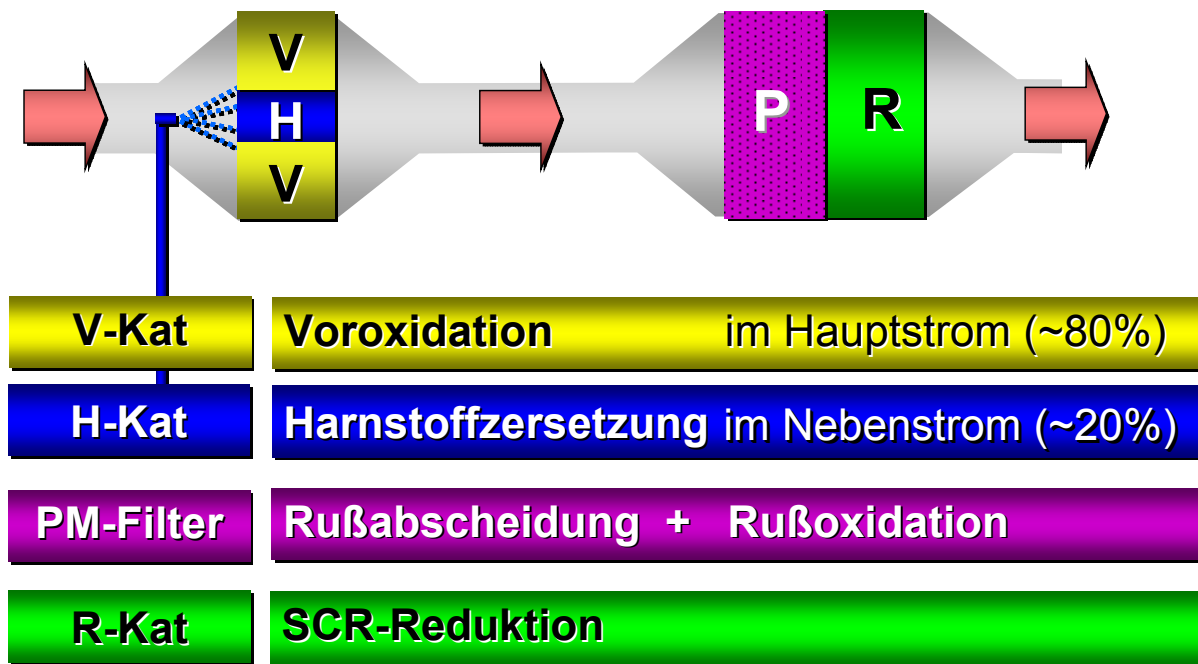 V
H
V
P R
V-Kat Voroxidation im Hauptstrom (~80%)
H-Kat Harnstoffzersetzung im Nebenstrom (~20%)
PM-Filter Rußabscheidung + Rußoxidation
R-Kat SCR-Reduktion